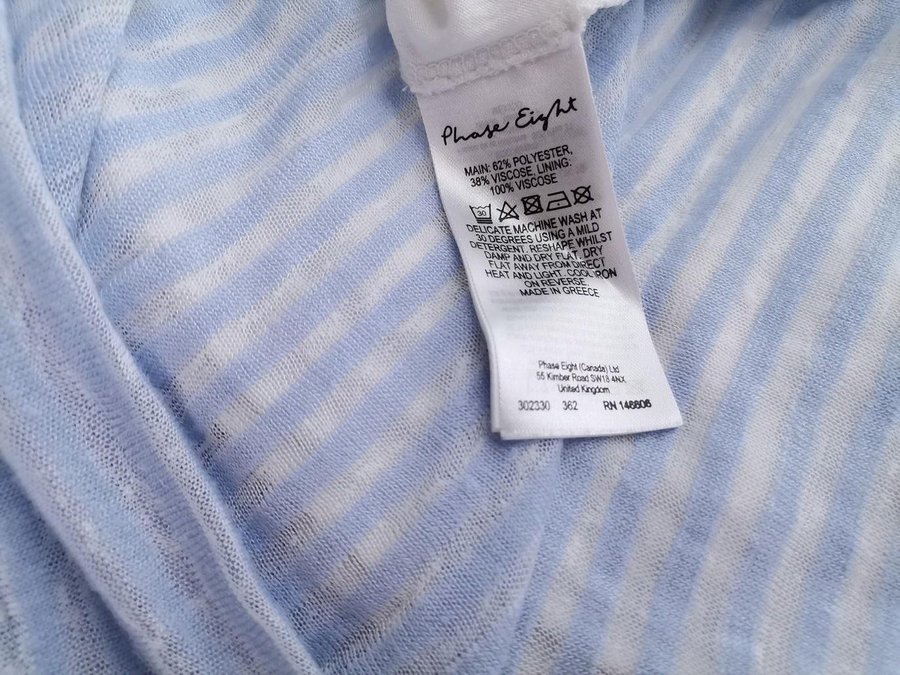 Phase Eight
MAIN: 62% POLYESTER,
38% VISCOSE, LINING:
100% VISCOSE
30
DELICATE MACHINE WASH AT
30 DEGREES USING A MILD
DETERGENT. RESHAPE WHILST
DAMP AND DRY FLAT. DRY
FLAT AWAY FROM DIRECT
HEAT AND LIGHT. COOL IRON
ON REVERSE.
MADE IN GREECE
Phase Eight (Canada) Ltd
55 Kimber Road SW18 4NX
United Kingdom
302330 362 RN 146606